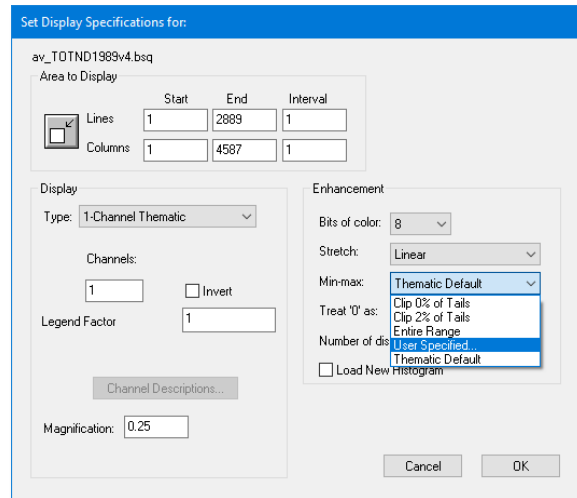 Set Display Specifications for:
av_TOTND1989v4.bsq
Area to Display
Start End Interval
Lines 1 2889 1
Columns 1 4587 1
Display
Type: 1-Channel Thematic
Channels:
1 Invert
Legend Factor 1
Channel Descriptions...
Magnification: 0.25
Enhancement
Bits of color: 8
Stretch: Linear
Min-max: Thematic Default
Clip 0% of Tails
Clip 2% of Tails
Entire Range
User Specified...
Thematic Default
Treat '0' as:
Number of dis
Load New Histogram
Cancel OK